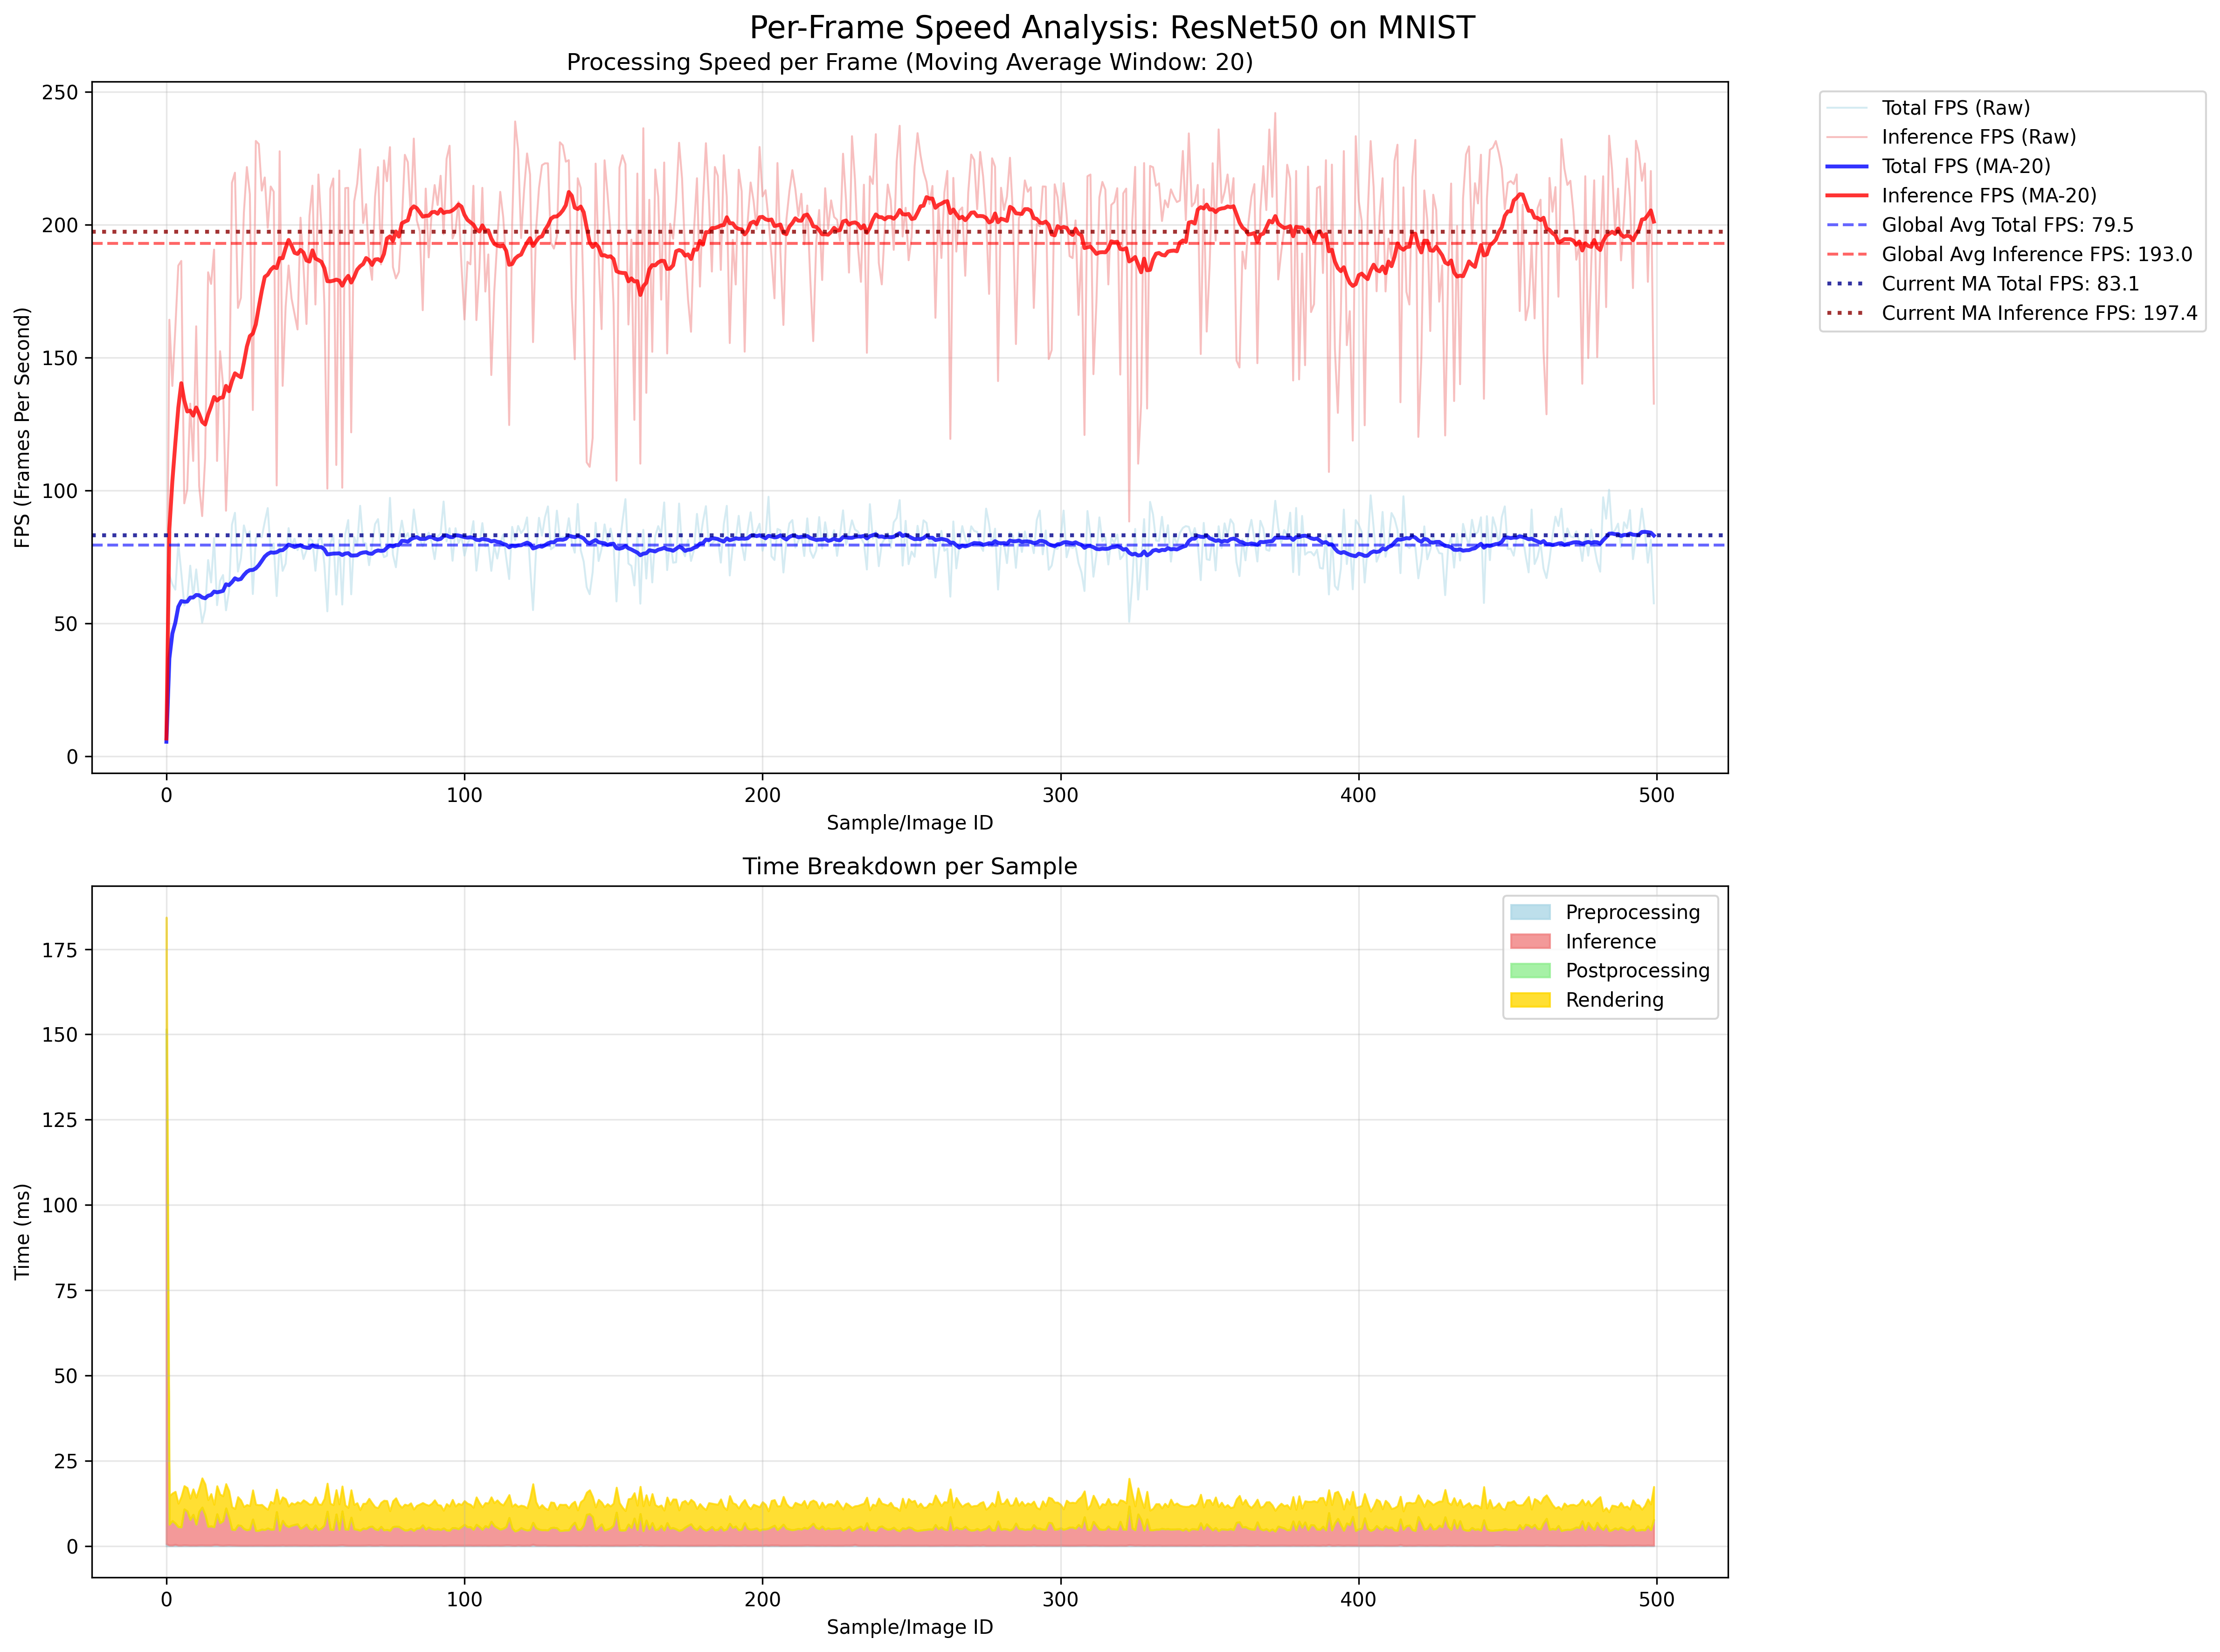 Per-Frame Speed Analysis: ResNet50 on MNIST
Processing Speed per Frame (Moving Average Window: 20)
FPS (Frames Per Second)
250
200
150
100
50
0
0 100 200 300 400 500
Sample/Image ID
Total FPS (Raw)
Inference FPS (Raw)
Total FPS (MA-20)
Inference FPS (MA-20)
Global Avg Total FPS: 79.5
Global Avg Inference FPS: 193.0
Current MA Total FPS: 83.1
Current MA Inference FPS: 197.4
Time Breakdown per Sample
Time (ms)
175
150
125
100
75
50
25
0
0 100 200 300 400 500
Sample/Image ID
Preprocessing
Inference
Postprocessing
Rendering